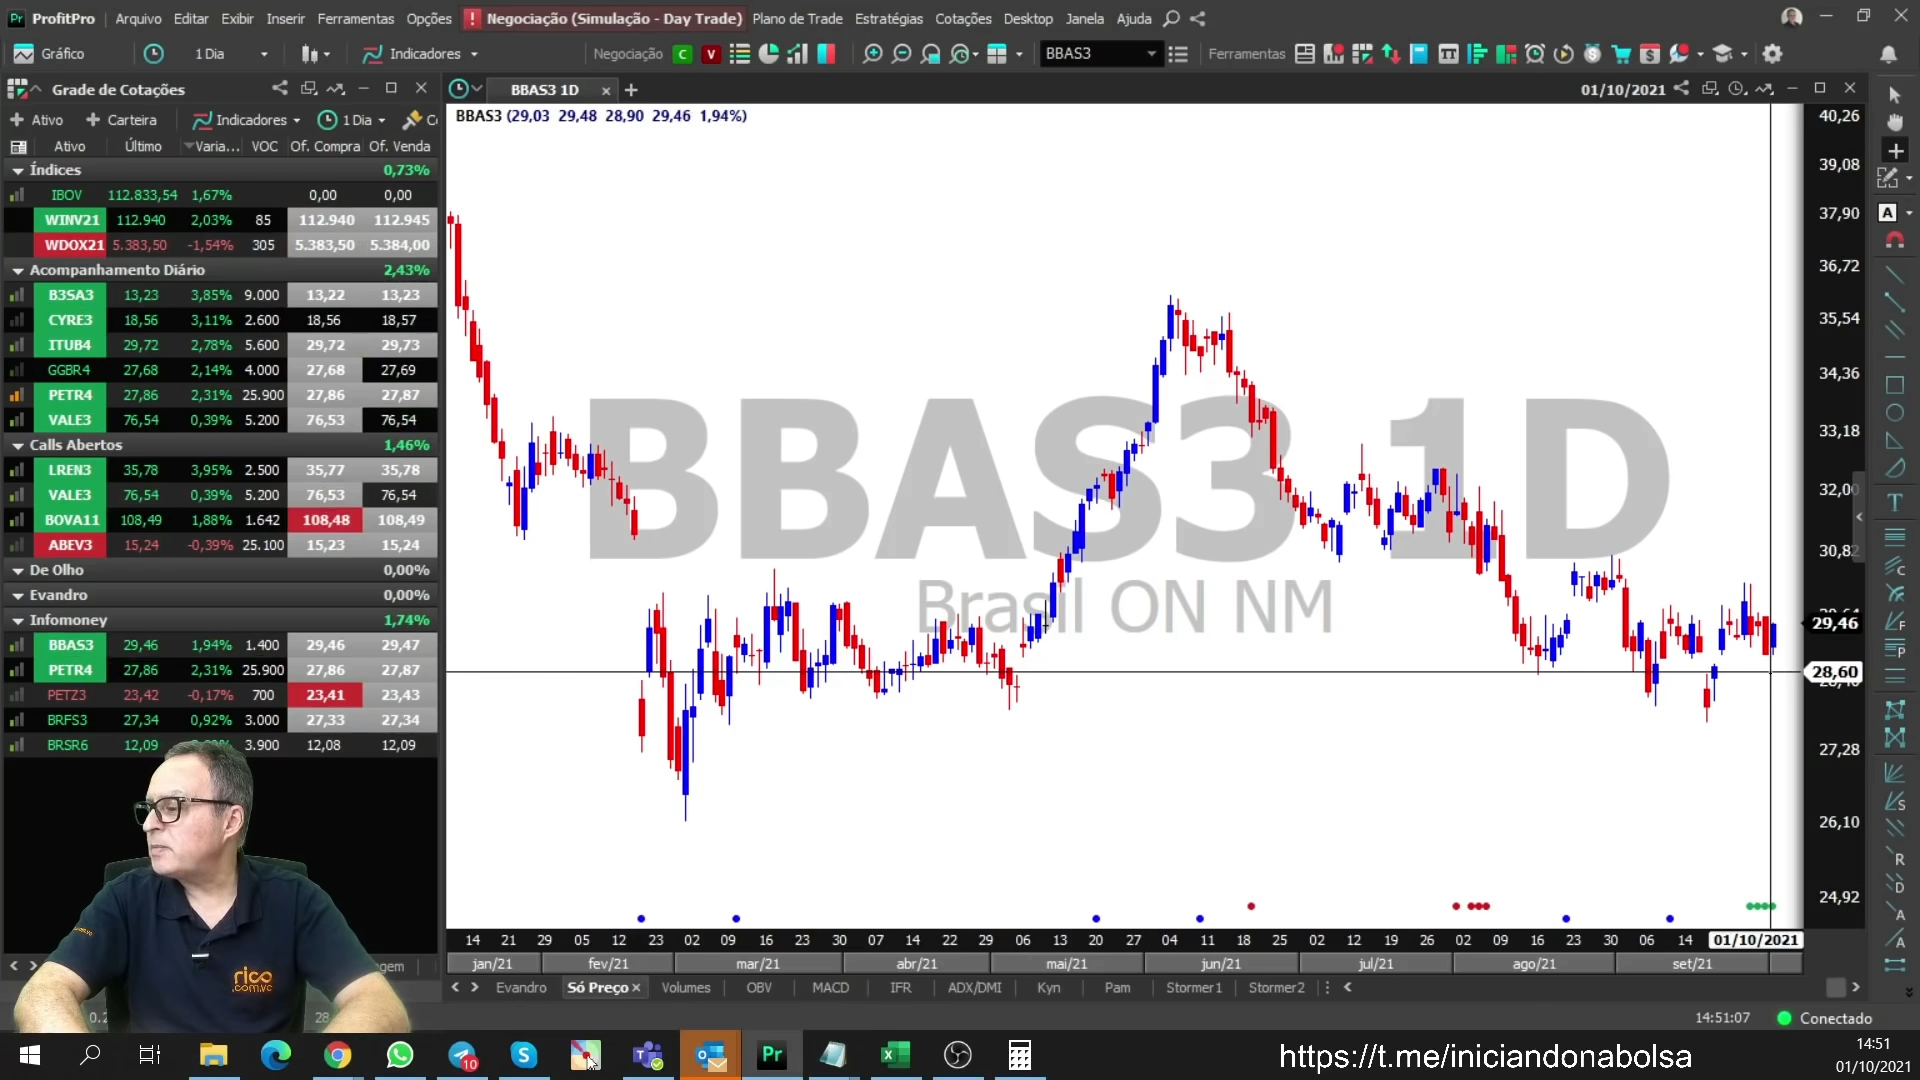 ProfitPro Arquivo Editar Exibir Inserir Ferramentas Opções ! Negociação (Simulação - Day Trade) Plano de Trade Estratégias Cotações Desktop Janela Ajuda
Gráfico 1 Dia Indicadores Negociação C V BBAS3 Ferramentas
Grade de Cotações BBAS3 1D 01/10/2021
Ativo Carteira Indicadores 1 Dia
BBAS3 (29,03 29,48 28,90 29,46 1,94%)
Ativo Último Varia... VOC Of. Compra Of. Venda
Índices 0,73%
IBOV 112.833,54 1,67% 0,00 0,00
WINV21 112.940 2,03% 85 112.940 112.945
WDOX21 5.383,50 -1,54% 305 5.383,50 5.384,00
Acompanhamento Diário 2,43%
B3SA3 13,23 3,85% 9.000 13,22 13,23
CYRE3 18,56 3,11% 2.600 18,56 18,57
ITUB4 29,72 2,78% 5.600 29,72 29,73
GGBR4 27,68 2,14% 4.000 27,68 27,69
PETR4 27,86 2,31% 25.900 27,86 27,87
VALE3 76,54 0,39% 5.200 76,53 76,54
Calls Abertos 1,46%
LREN3 35,78 3,95% 2.500 35,77 35,78
VALE3 76,54 0,39% 5.200 76,53 76,54
BOVA11 108,49 1,88% 1.642 108,48 108,49
ABEV3 15,24 -0,39% 25.100 15,23 15,24
De Olho 0,00%
Evandro 0,00%
Infomoney 1,74%
BBAS3 29,46 1,94% 1.400 29,46 29,47
PETR4 27,86 2,31% 25.900 27,86 27,87
PETZ3 23,42 -0,17% 700 23,41 23,43
BRFS3 27,34 0,92% 3.000 27,33 27,34
BRSR6 12,09 3.900 12,08 12,09
BBAS3 1D
Brasil ON NM
40,26
39,08
37,90
36,72
35,54
34,36
33,18
32,00
30,82
29,46
28,60
27,28
26,10
24,92
14 21 29 05 12 23 02 09 16 23 30 07 14 22 29 06 13 20 27 04 11 18 25 02 12 19 26 02 09 16 23 30 06 14 01/10/2021
jan/21 fev/21 mar/21 abr/21 mai/21 jun/21 jul/21 ago/21 set/21
Evandro Só Preço Volumes OBV MACD IFR ADX/DMI Kyn Pam Stormer1 Stormer2
rico
.com.vc
14:51:07 Conectado
10
https://t.me/iniciandonabolsa
14:51
01/10/2021